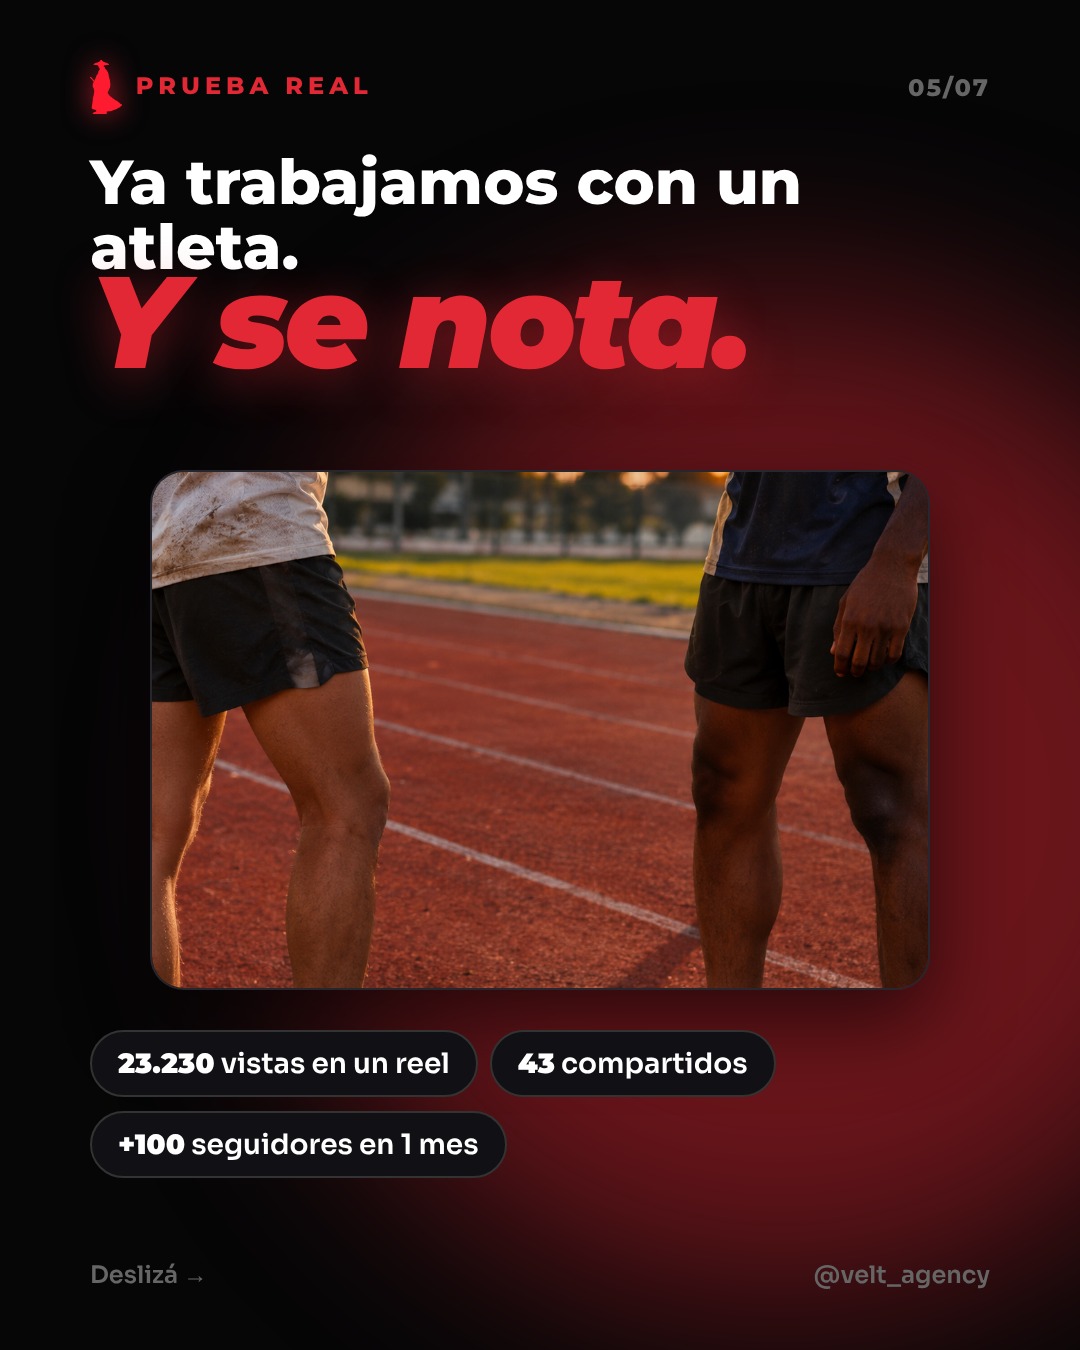 PRUEBA REAL
05/07
Ya trabajamos con un
atleta.
Y se nota.
23.230 vistas en un reel
43 compartidos
+100 seguidores en 1 mes
Deslizá →
@velt_agency